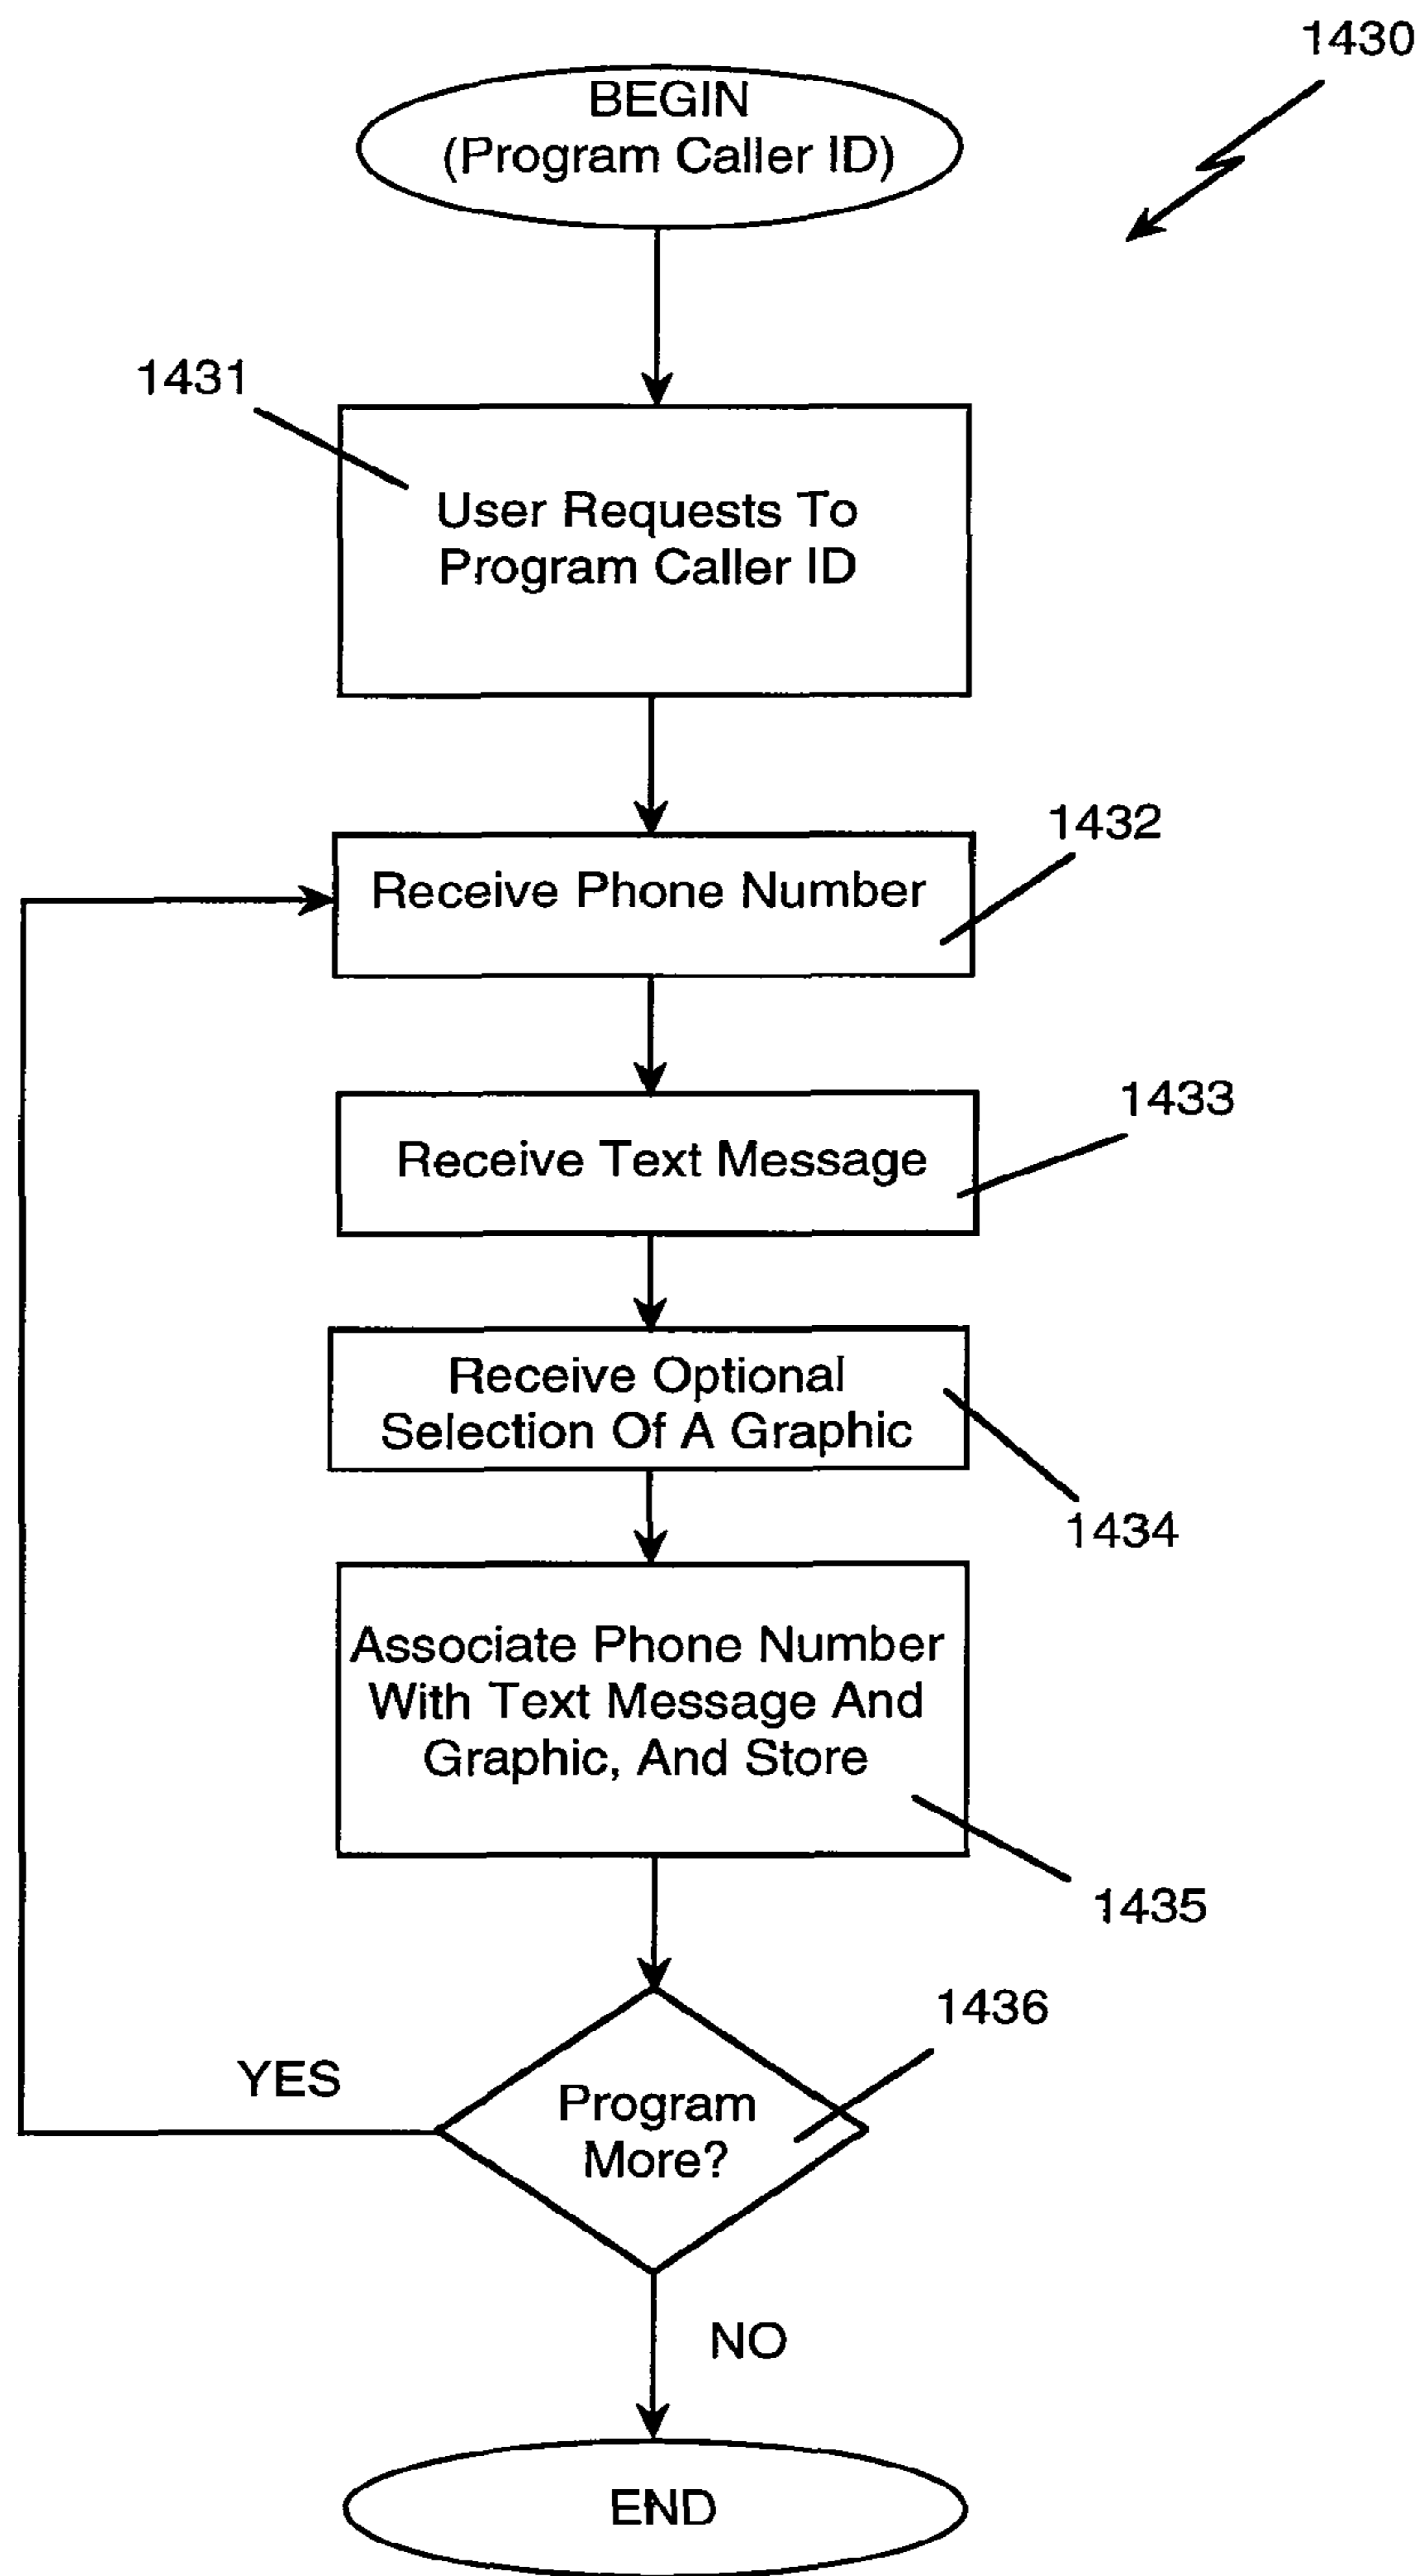 1430
BEGIN
(Program Caller ID)
1431
User Requests To
Program Caller ID
1432
Receive Phone Number
1433
Receive Text Message
Receive Optional
Selection Of A Graphic
1434
Associate Phone Number
With Text Message And
Graphic, And Store
1435
1436
YES
Program
More?
NO
END